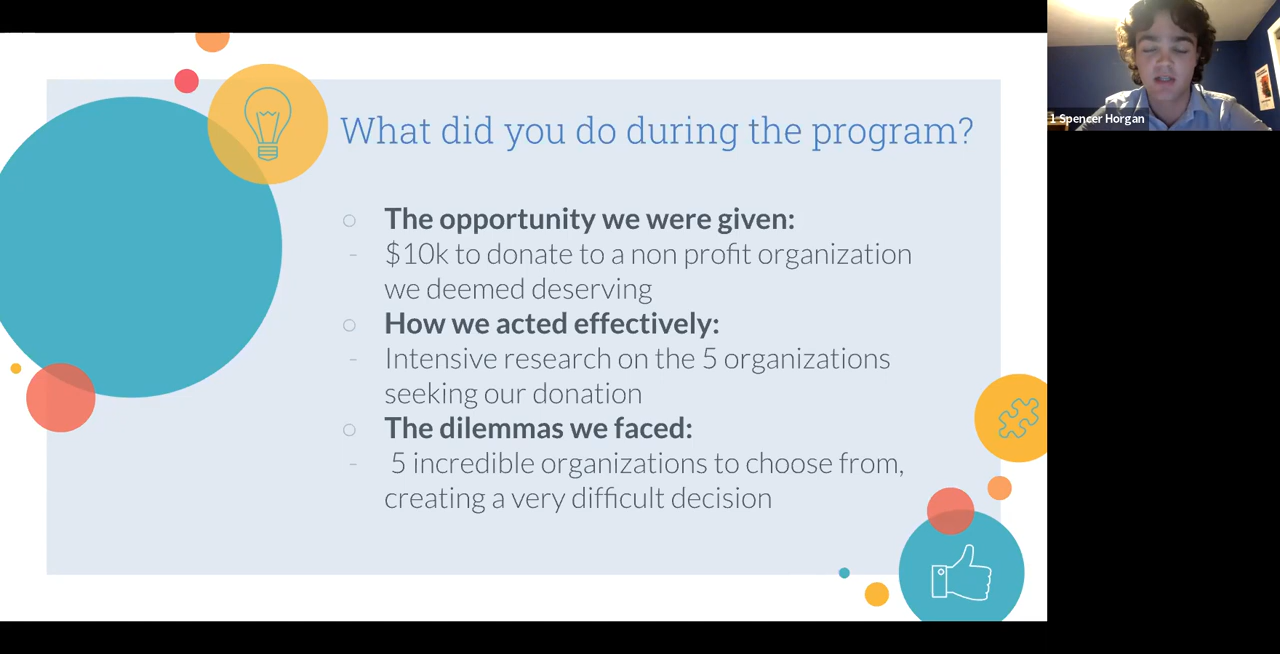 What did you do during the program?
○ The opportunity we were given:
- $10k to donate to a non profit organization
we deemed deserving
○ How we acted effectively:
- Intensive research on the 5 organizations
seeking our donation
○ The dilemmas we faced:
- 5 incredible organizations to choose from,
creating a very difficult decision
1 Spencer Horgan